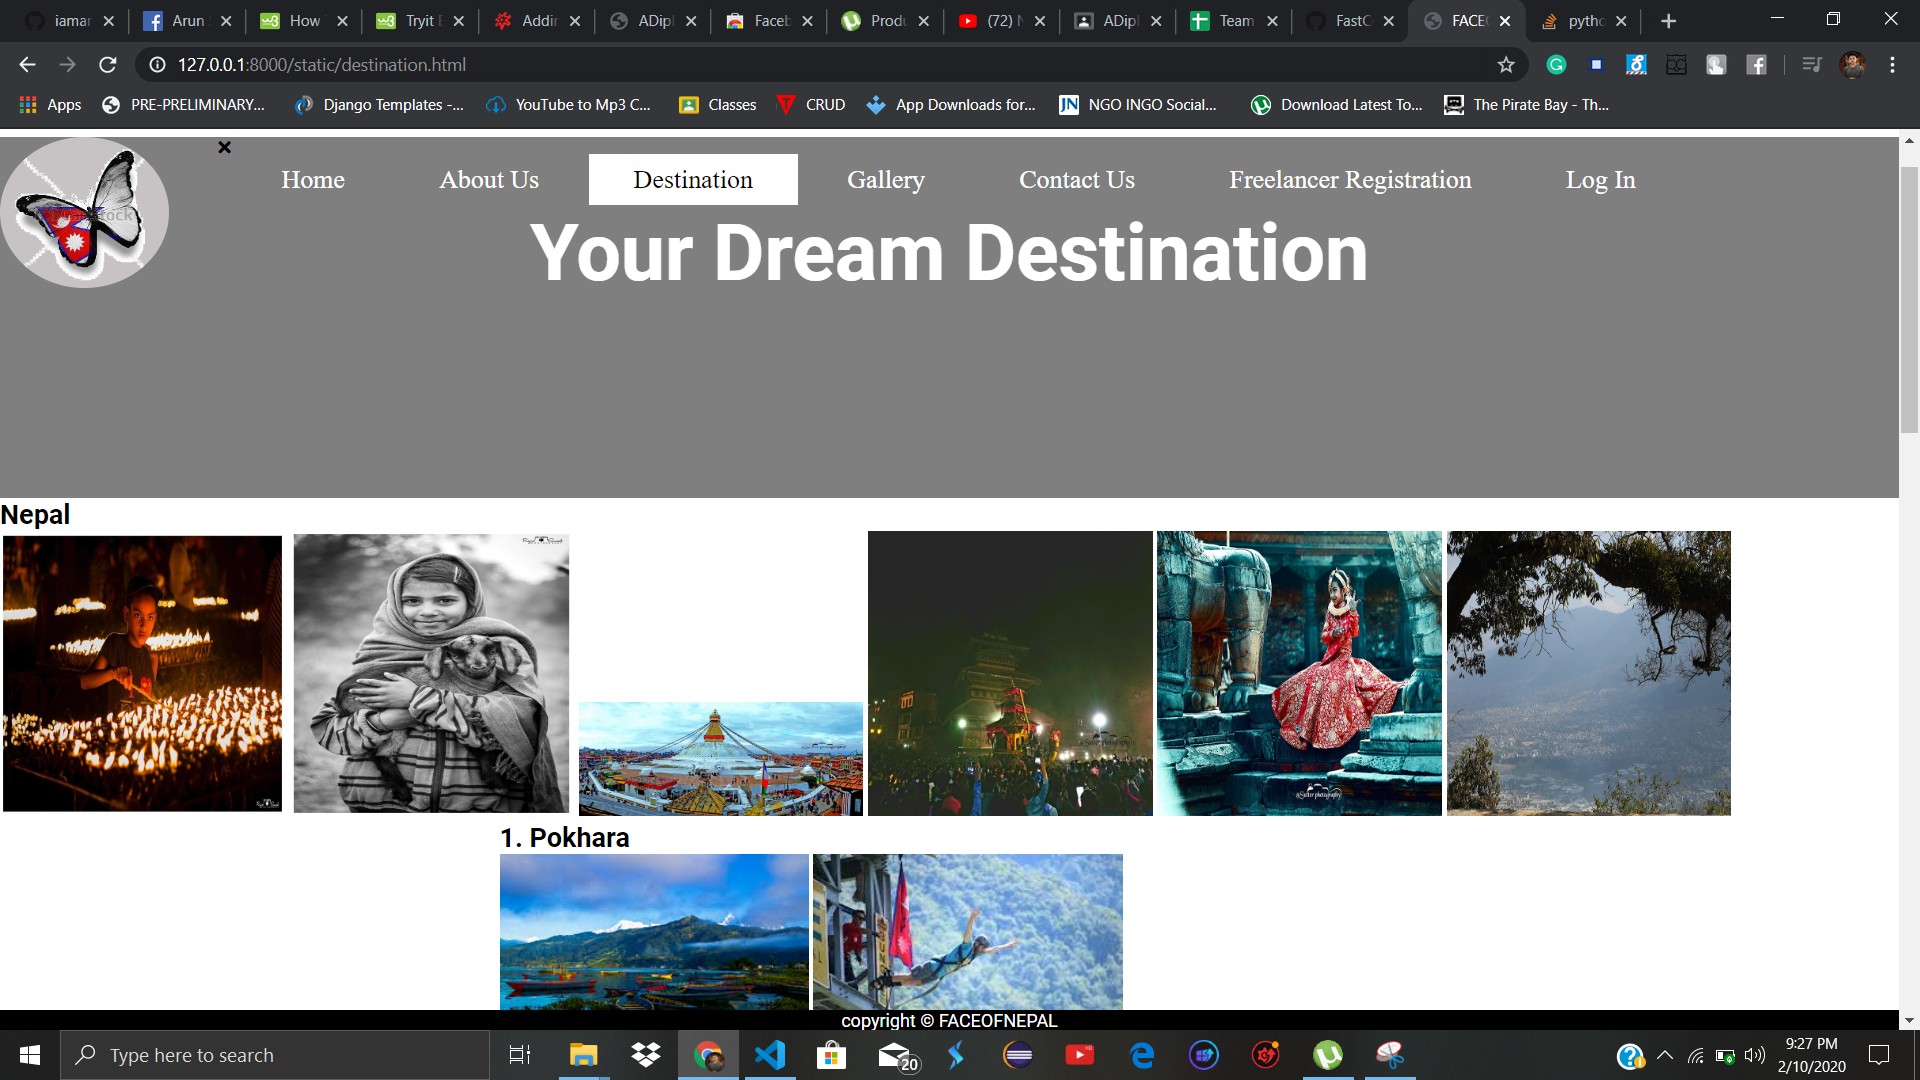 iamar
Arun
How
Tryit E
Addir
ADipl
Faceb
Produ
(72) N
ADipl
Team
FastC
FACE
pytho
127.0.0.1:8000/static/destination.html
Apps
PRE-PRELIMINARY...
Django Templates -...
YouTube to Mp3 C...
Classes
CRUD
App Downloads for...
JN
NGO INGO Social...
Download Latest To...
The Pirate Bay - Th...
Home
About Us
Destination
Gallery
Contact Us
Freelancer Registration
Log In
Your Dream Destination
Nepal
1. Pokhara
copyright © FACEOFNEPAL
Type here to search
20
9:27 PM
2/10/2020